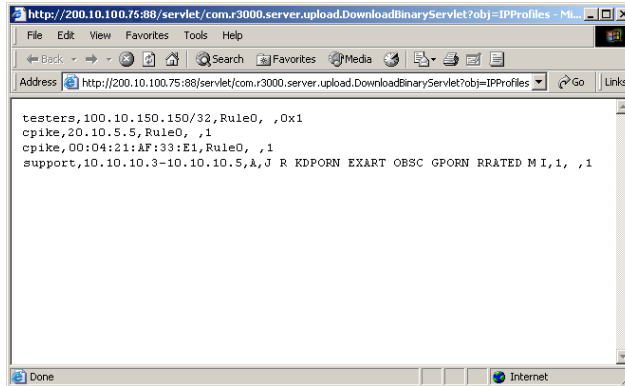 http://200.10.100.75:88/servlet/com.r3000.server.upload.DownloadBinaryServlet?obj=IPProfiles - Mi...
File Edit View Favorites Tools Help
Back Search Favorites Media
Address http://200.10.100.75:88/servlet/com.r3000.server.upload.DownloadBinaryServlet?obj=IPProfiles Go Links
testers,100.10.150.150/32,Rule0, ,0x1
cpike,20.10.5.5,Rule0, ,1
cpike,00:04:21:AF:33:E1,Rule0, ,1
support,10.10.10.3-10.10.10.5,A,J R KDPORN EXART OBSC GPORN RRATED M I,1, ,1
Done Internet